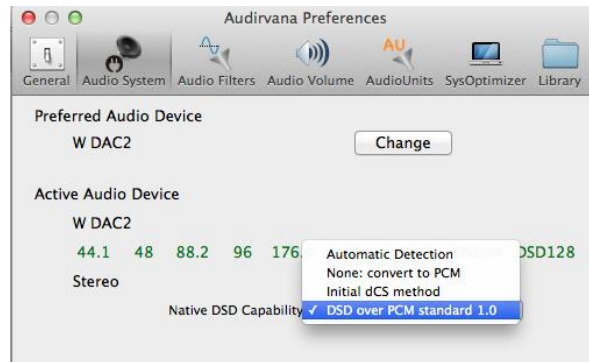 Audirvana Preferences
General Audio System Audio Filters Audio Volume AudioUnits SysOptimizer Library
AU
Preferred Audio Device
W DAC2
Change
Active Audio Device
W DAC2
44.1 48 88.2 96 176. DSD128
Stereo
Native DSD Capability
Automatic Detection
None: convert to PCM
Initial dCS method
✓ DSD over PCM standard 1.0